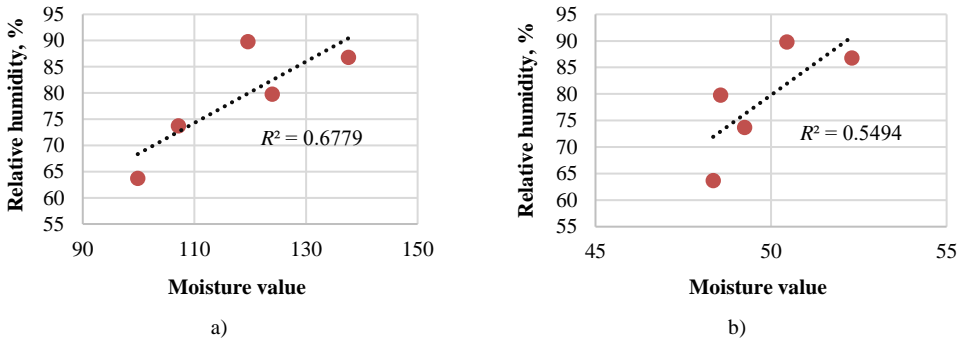 Relative humidity, %
95
90
85
80
75
70
65
60
55
R² = 0.6779
90 110 130 150
Moisture value
a)
Relative humidity, %
95
90
85
80
75
70
65
60
55
R² = 0.5494
45 50 55
Moisture value
b)